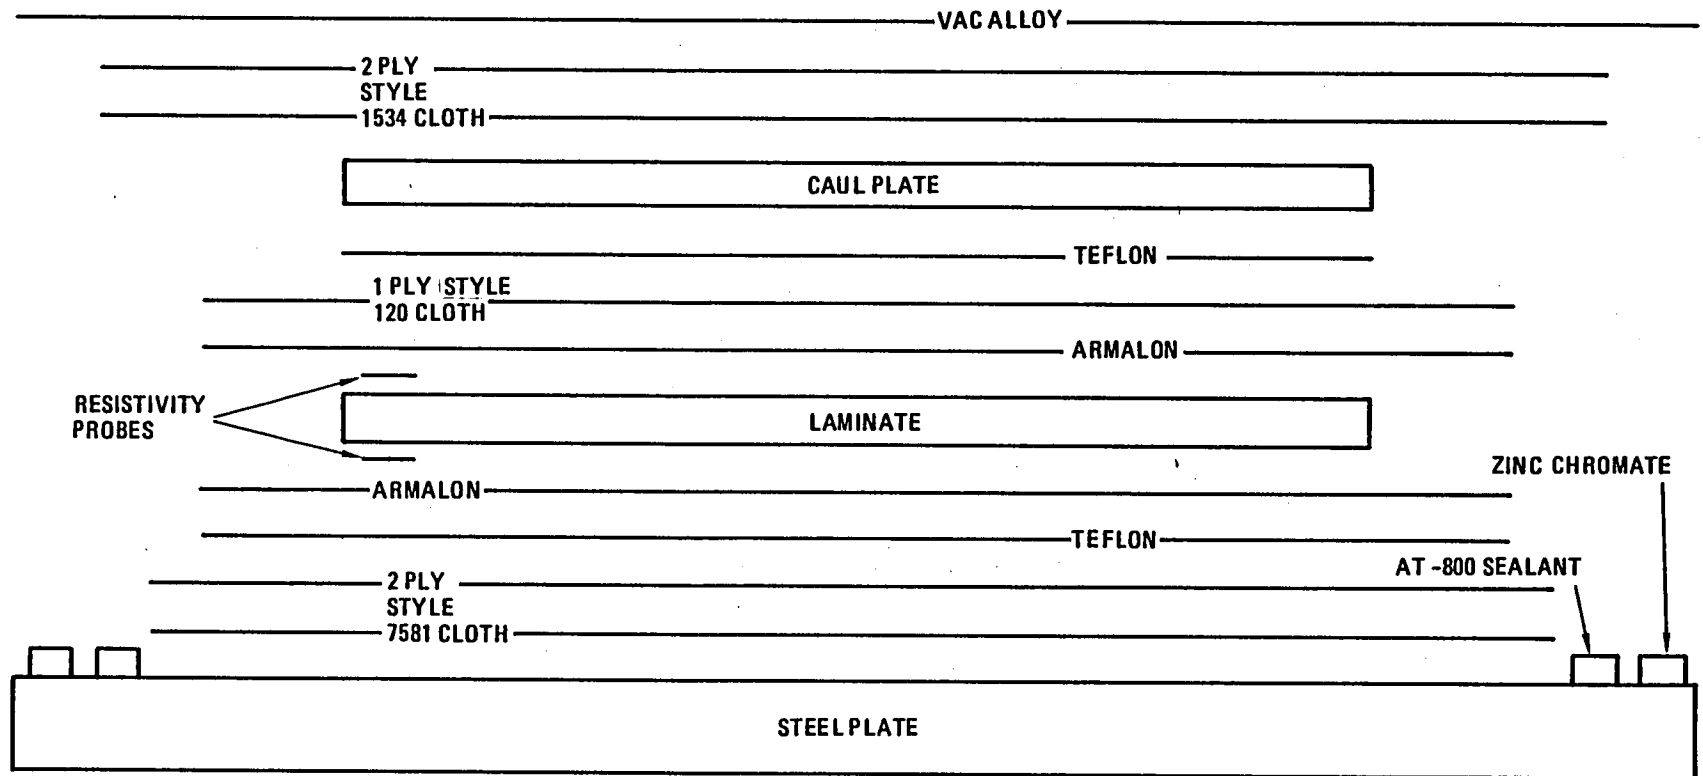 VAC ALLOY
2 PLY
STYLE
1534 CLOTH
CAUL PLATE
TEFLON
1 PLY STYLE
120 CLOTH
ARMALON
RESISTIVITY
PROBES
LAMINATE
ZINC CHROMATE
ARMALON
TEFLON
AT -800 SEALANT
2 PLY
STYLE
7581 CLOTH
STEEL PLATE